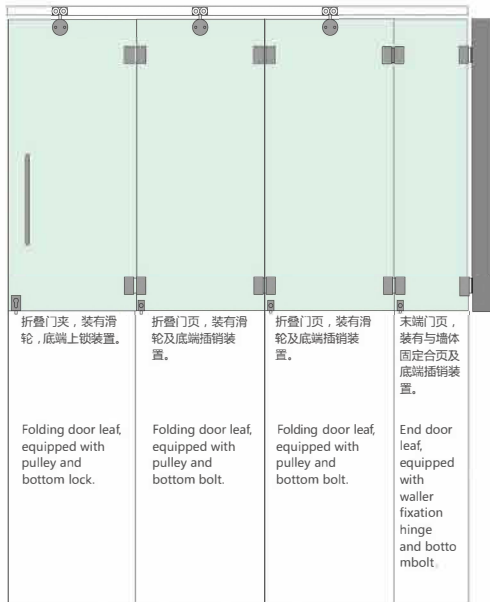 折叠门夹，装有滑
轮，底端上锁装置。
折叠门页，装有滑
轮及底端插销装
置。
折叠门页，装有滑
轮及底端插销装
置。
末端门页，
装有与墙体
固定合页及
底端插销装
置。
Folding door leaf,
equipped with
pulley and
bottom lock.
Folding door leaf,
equipped with
pulley and
bottom bolt.
Folding door leaf,
equipped with
pulley and
bottom bolt.
End door
leaf,
equipped
with
waller
fixation
hinge
and botto
mbolt.